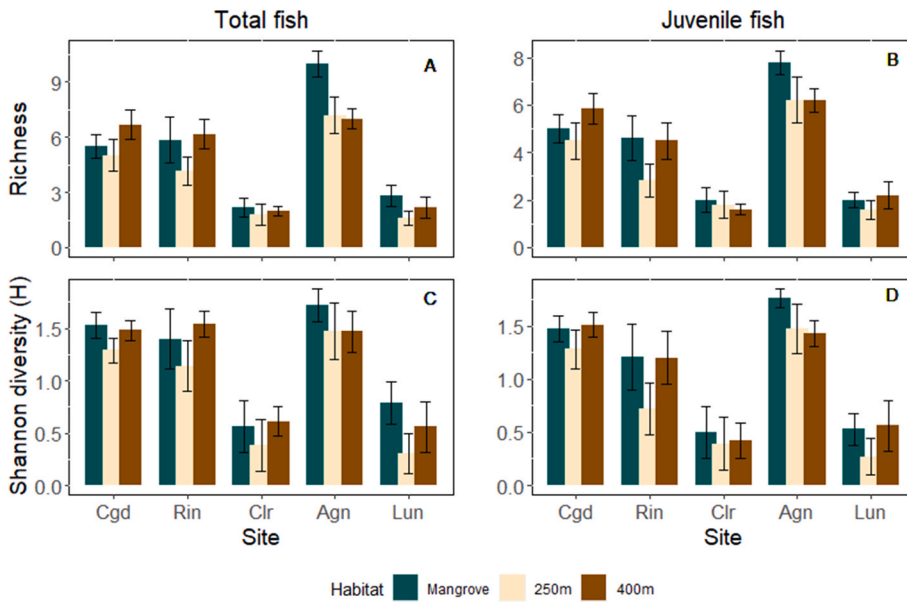 Total fish
Juvenile fish
Richness
9
6
3
0
A
8
6
4
2
0
B
Shannon diversity (H)
1.5
1.0
0.5
0.0
C
1.5
1.0
0.5
0.0
D
Cgd Rin Clr Agn Lun
Site
Cgd Rin Clr Agn Lun
Site
Habitat Mangrove 250m 400m